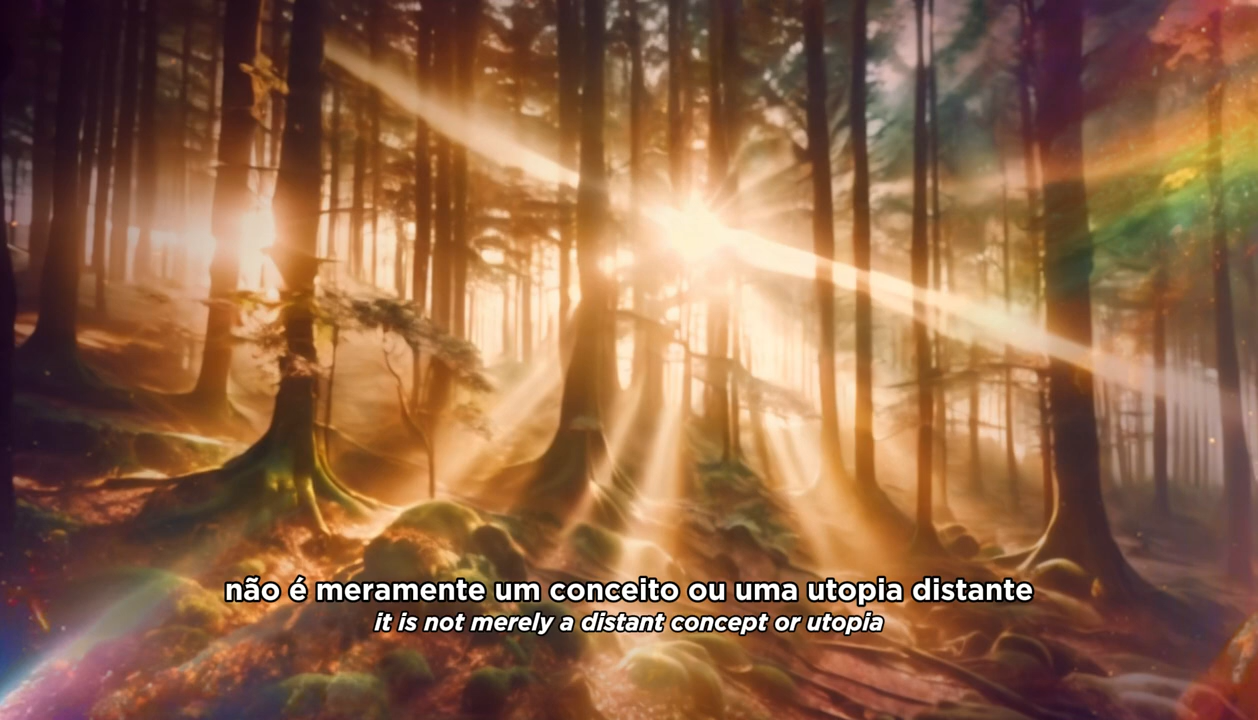 não é meramente um conceito ou uma utopia distante
it is not merely a distant concept or utopia